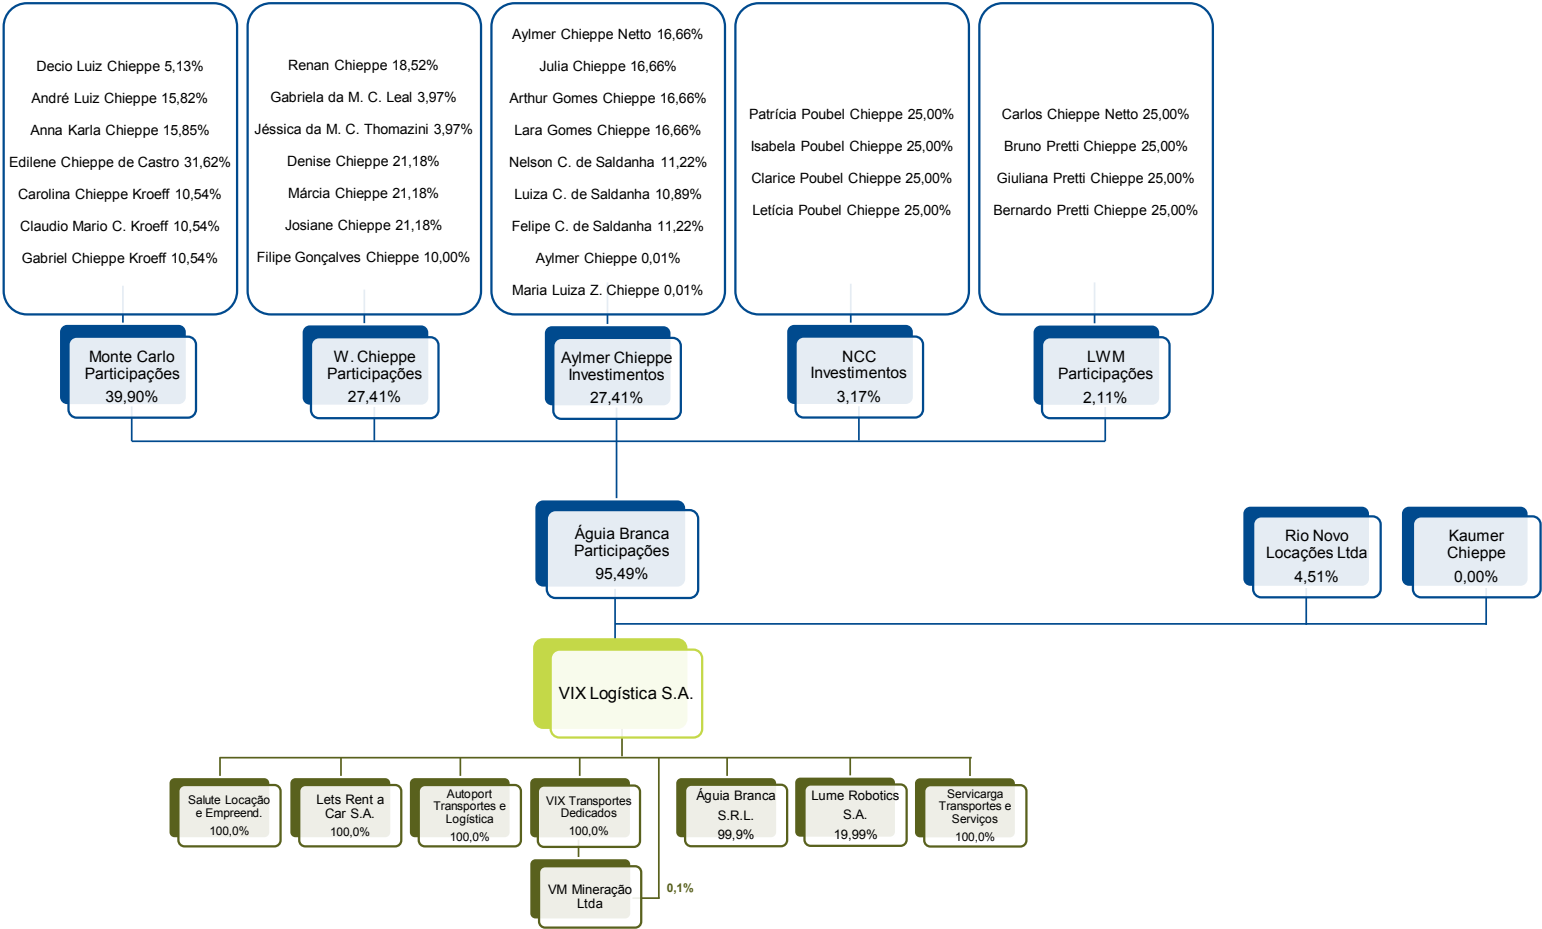 Decio Luiz Chieppe 5,13%
André Luiz Chieppe 15,82%
Anna Karla Chieppe 15,85%
Edilene Chieppe de Castro 31,62%
Carolina Chieppe Kroeff 10,54%
Claudio Mario C. Kroeff 10,54%
Gabriel Chieppe Kroeff 10,54%
Renan Chieppe 18,52%
Gabriela da M. C. Leal 3,97%
Jéssica da M. C. Thomazini 3,97%
Denise Chieppe 21,18%
Márcia Chieppe 21,18%
Josiane Chieppe 21,18%
Filipe Gonçalves Chieppe 10,00%
Aylmer Chieppe Netto 16,66%
Julia Chieppe 16,66%
Arthur Gomes Chieppe 16,66%
Lara Gomes Chieppe 16,66%
Nelson C. de Saldanha 11,22%
Luiza C. de Saldanha 10,89%
Felipe C. de Saldanha 11,22%
Aylmer Chieppe 0,01%
Maria Luiza Z. Chieppe 0,01%
Patrícia Poubel Chieppe 25,00%
Isabela Poubel Chieppe 25,00%
Clarice Poubel Chieppe 25,00%
Letícia Poubel Chieppe 25,00%
Carlos Chieppe Netto 25,00%
Bruno Pretti Chieppe 25,00%
Giuliana Pretti Chieppe 25,00%
Bernardo Pretti Chieppe 25,00%
Monte Carlo
Participações
39,90%
W. Chieppe
Participações
27,41%
Aylmer Chieppe
Investimentos
27,41%
NCC
Investimentos
3,17%
LWM
Participações
2,11%
Águia Branca
Participações
95,49%
Rio Novo
Locações Ltda
4,51%
Kaumer
Chieppe
0,00%
VIX Logística S.A.
Salute Locação
e Empreend.
100,0%
Lets Rent a
Car S.A.
100,0%
Autoport
Transportes e
Logística
100,0%
VIX Transportes
Dedicados
100,0%
Águia Branca
S.R.L.
99,9%
Lume Robotics
S.A.
19,99%
Servicarga
Transportes e
Serviços
100,0%
VM Mineração
Ltda
0,1%